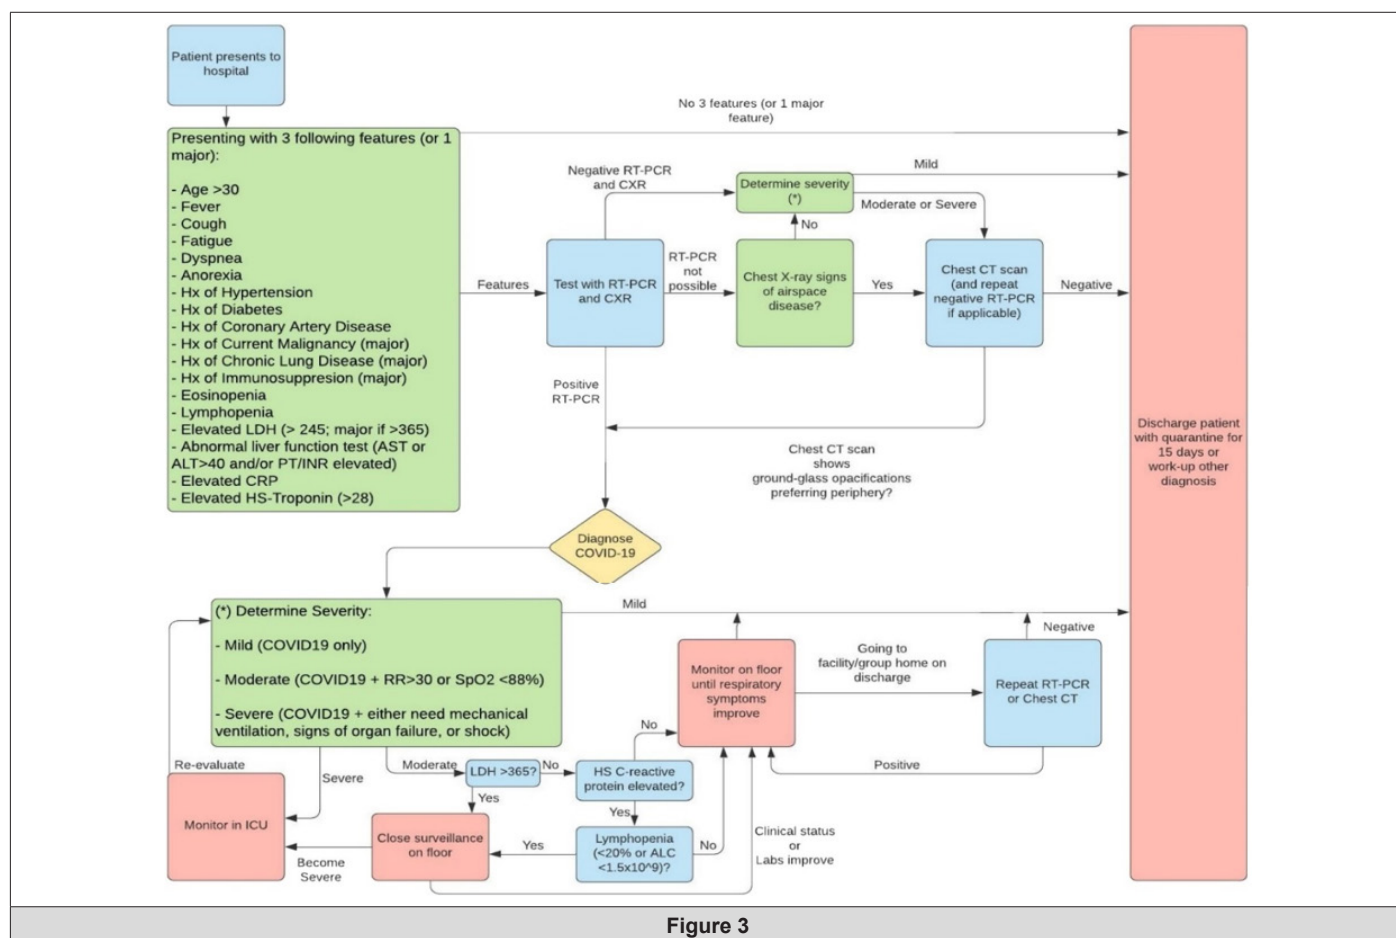 Patient presents to
hospital
No 3 features (or 1 major
feature)
Presenting with 3 following features (or 1
major):
- Age >30
- Fever
- Cough
- Fatigue
- Dyspnea
- Anorexia
- Hx of Hypertension
- Hx of Diabetes
- Hx of Coronary Artery Disease
- Hx of Current Malignancy (major)
- Hx of Chronic Lung Disease (major)
- Hx of Immunosuppresion (major)
- Eosinopenia
- Lymphopenia
- Elevated LDH (> 245; major if >365)
- Abnormal liver function test (AST or
ALT>40 and/or PT/INR elevated)
- Elevated CRP
- Elevated HS-Troponin (>28)
Features
Test with RT-PCR
and CXR
Negative RT-PCR
and CXR
RT-PCR
not
possible
Positive
RT-PCR
Determine severity
(*)
Mild
Moderate or Severe
No
Chest X-ray signs
of airspace
disease?
Yes
Chest CT scan
(and repeat
negative RT-PCR
if applicable)
Negative
Chest CT scan
shows
ground-glass opacifications
preferring periphery?
Discharge patient
with quarantine for
15 days or
work-up other
diagnosis
Diagnose
COVID-19
(*) Determine Severity:
- Mild (COVID19 only)
- Moderate (COVID19 + RR>30 or SpO2 <88%)
- Severe (COVID19 + either need mechanical
ventilation, signs of organ failure, or shock)
Mild
Monitor on floor
until respiratory
symptoms
improve
Going to
facility/group home on
discharge
Negative
Repeat RT-PCR
or Chest CT
Positive
Re-evaluate
Severe
Moderate
LDH >365?
No
Yes
HS C-reactive
protein elevated?
No
Yes
Lymphopenia
(<20% or ALC
<1.5x10^9)?
No
Yes
Close surveillance
on floor
Become
Severe
Monitor in ICU
Clinical status
or
Labs improve
Figure 3